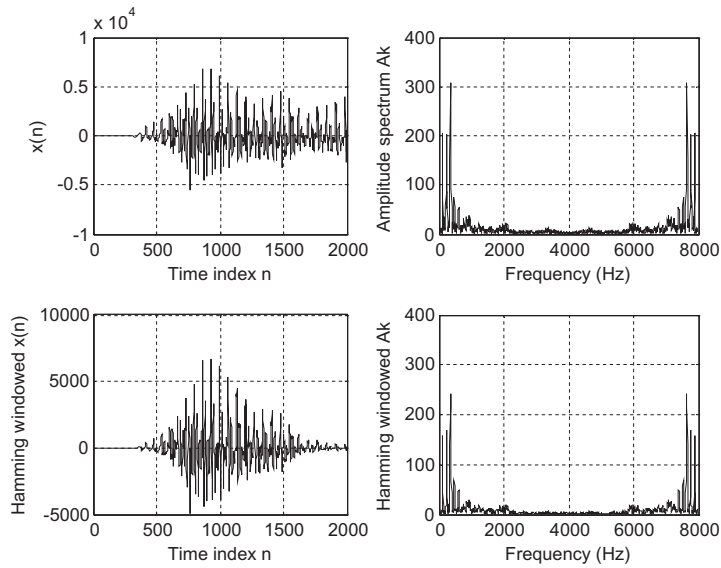 x 10⁴
1
0.5
0
-0.5
-1
x(n)
0 500 1000 1500 2000
Time index n
400
300
200
100
0
Amplitude spectrum Ak
0 2000 4000 6000 8000
Frequency (Hz)
10000
5000
0
-5000
Hamming windowed x(n)
0 500 1000 1500 2000
Time index n
400
300
200
100
0
Hamming windowed Ak
0 2000 4000 6000 8000
Frequency (Hz)